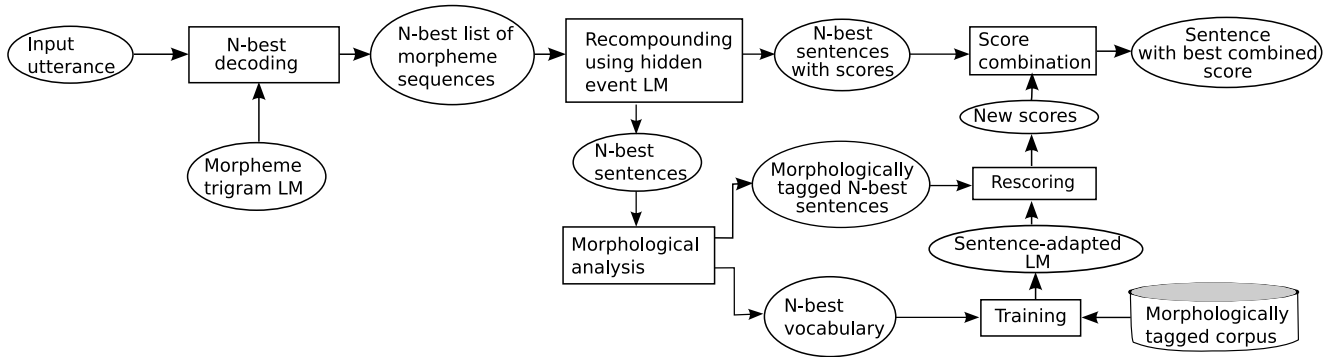 Input
utterance
N-best
decoding
N-best list of
morpheme
sequences
Recompounding
using hidden
event LM
N-best
sentences
with scores
Score
combination
Sentence
with best combined
score
New scores
Morpheme
trigram LM
N-best
sentences
Morphologically
tagged N-best
sentences
Rescoring
Morphological
analysis
Sentence-adapted
LM
N-best
vocabulary
Training
Morphologically
tagged corpus